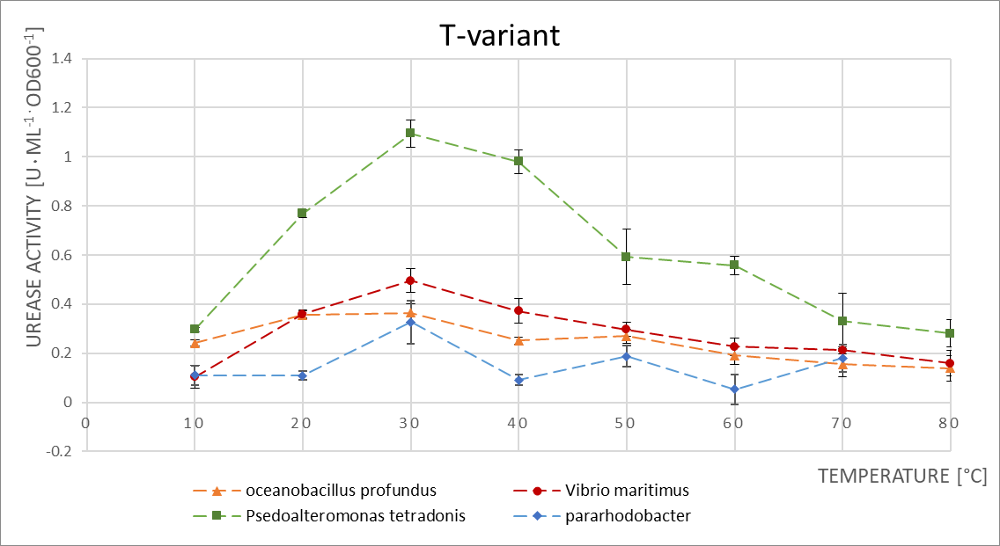 T-variant
UREASE ACTIVITY [U·ML⁻¹·OD600⁻¹]
1.4
1.2
1
0.8
0.6
0.4
0.2
0
-0.2
0 10 20 30 40 50 60 70 80
TEMPERATURE [°C]
oceanobacillus profundus Vibrio maritimus
Psedoalteromonas tetradonis pararhodobacter